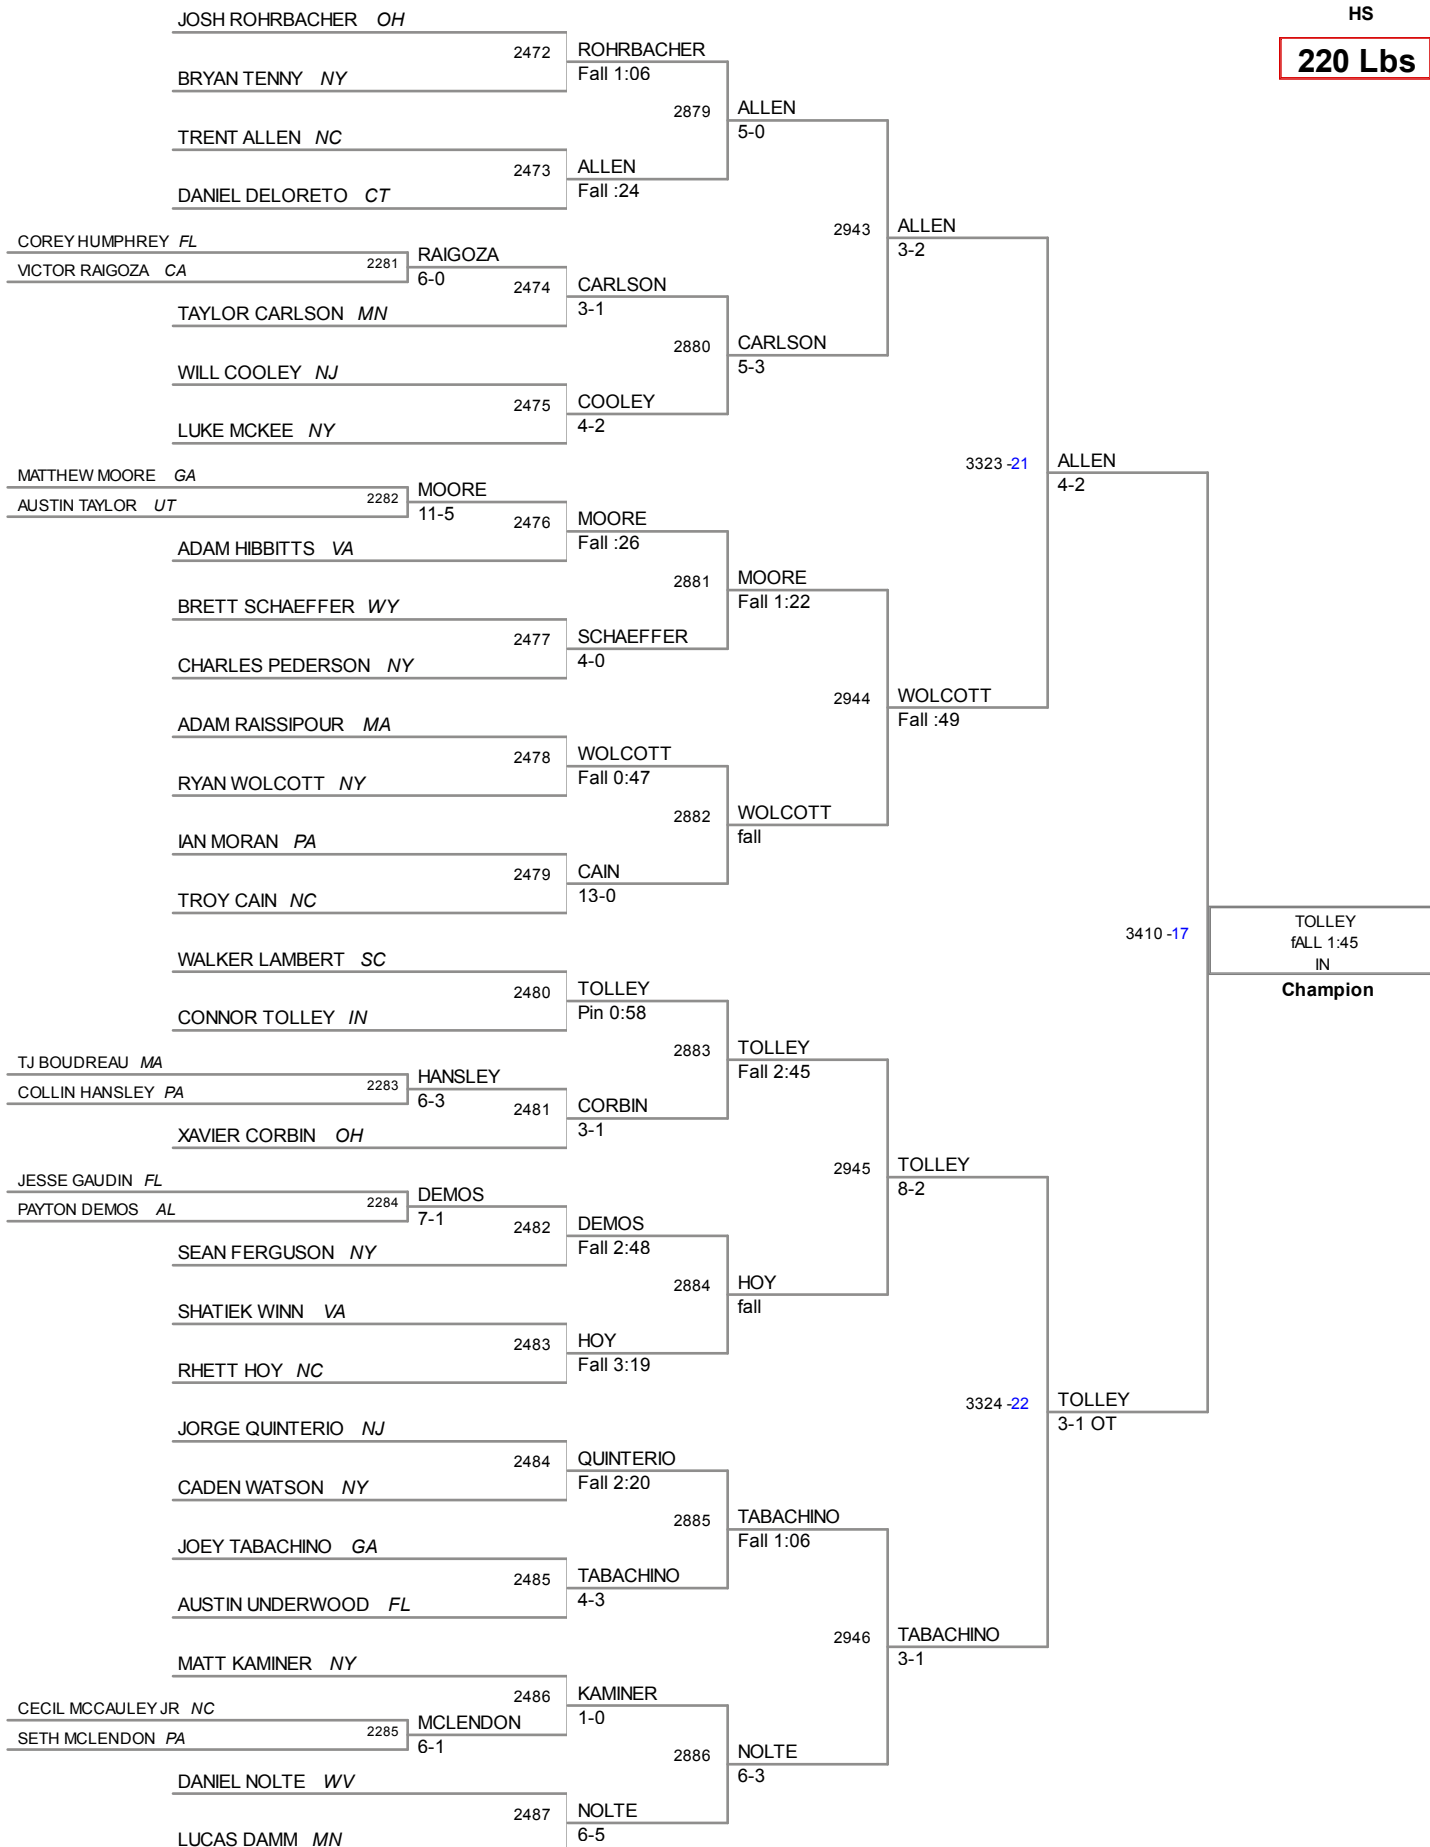 HS
220 Lbs
JOSH ROHRBACHER OH
2472 ROHRBACHER
Fall 1:06
BRYAN TENNY NY
2879 ALLEN
5-0
TRENT ALLEN NC
2473 ALLEN
Fall :24
DANIEL DELORETO CT
2943 ALLEN
3-2
COREY HUMPHREY FL
2281 RAIGOZA
6-0
VICTOR RAIGOZA CA
2474 CARLSON
3-1
TAYLOR CARLSON MN
2880 CARLSON
5-3
WILL COOLEY NJ
2475 COOLEY
4-2
LUKE MCKEE NY
3323 -21 ALLEN
4-2
MATTHEW MOORE GA
2282 MOORE
11-5
AUSTIN TAYLOR UT
2476 MOORE
Fall :26
ADAM HIBBITTS VA
2881 MOORE
Fall 1:22
BRETT SCHAEFFER WY
2477 SCHAEFFER
4-0
CHARLES PEDERSON NY
2944 WOLCOTT
Fall :49
ADAM RAISSIPOUR MA
2478 WOLCOTT
Fall 0:47
RYAN WOLCOTT NY
2882 WOLCOTT
fall
IAN MORAN PA
2479 CAIN
13-0
TROY CAIN NC
3410 -17 TOLLEY
fALL 1:45
IN
Champion
WALKER LAMBERT SC
2480 TOLLEY
Pin 0:58
CONNOR TOLLEY IN
2883 TOLLEY
Fall 2:45
TJ BOUDREAU MA
2283 HANSLEY
6-3
COLLIN HANSLEY PA
2481 CORBIN
3-1
XAVIER CORBIN OH
2945 TOLLEY
8-2
JESSE GAUDIN FL
2284 DEMOS
7-1
PAYTON DEMOS AL
2482 DEMOS
Fall 2:48
SEAN FERGUSON NY
2884 HOY
fall
SHATIEK WINN VA
2483 HOY
Fall 3:19
RHETT HOY NC
3324 -22 TOLLEY
3-1 OT
JORGE QUINTERIO NJ
2484 QUINTERIO
Fall 2:20
CADEN WATSON NY
2885 TABACHINO
Fall 1:06
JOEY TABACHINO GA
2485 TABACHINO
4-3
AUSTIN UNDERWOOD FL
2946 TABACHINO
3-1
MATT KAMINER NY
2486 KAMINER
1-0
CECIL MCCAULEY JR NC
2285 MCLENDON
6-1
SETH MCLENDON PA
2886 NOLTE
6-3
DANIEL NOLTE WV
2487 NOLTE
6-5
LUCAS DAMM MN